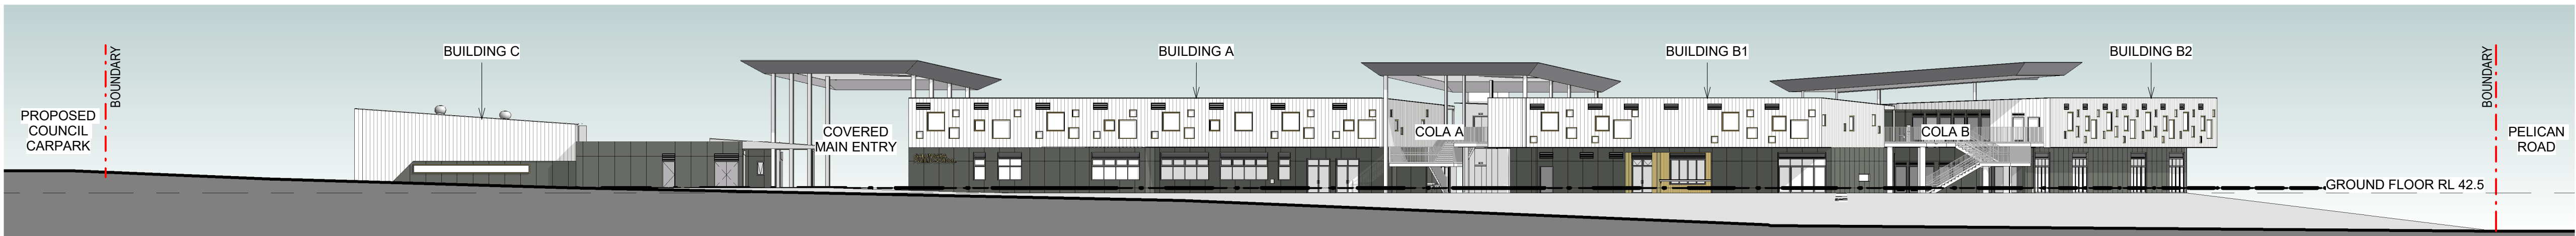 PROPOSED
COUNCIL
CARPARK
BOUNDARY
BUILDING C
COVERED
MAIN ENTRY
BUILDING A
COLA A
BUILDING B1
COLA B
BUILDING B2
GROUND FLOOR RL 42.5
BOUNDARY
PELICAN
ROAD